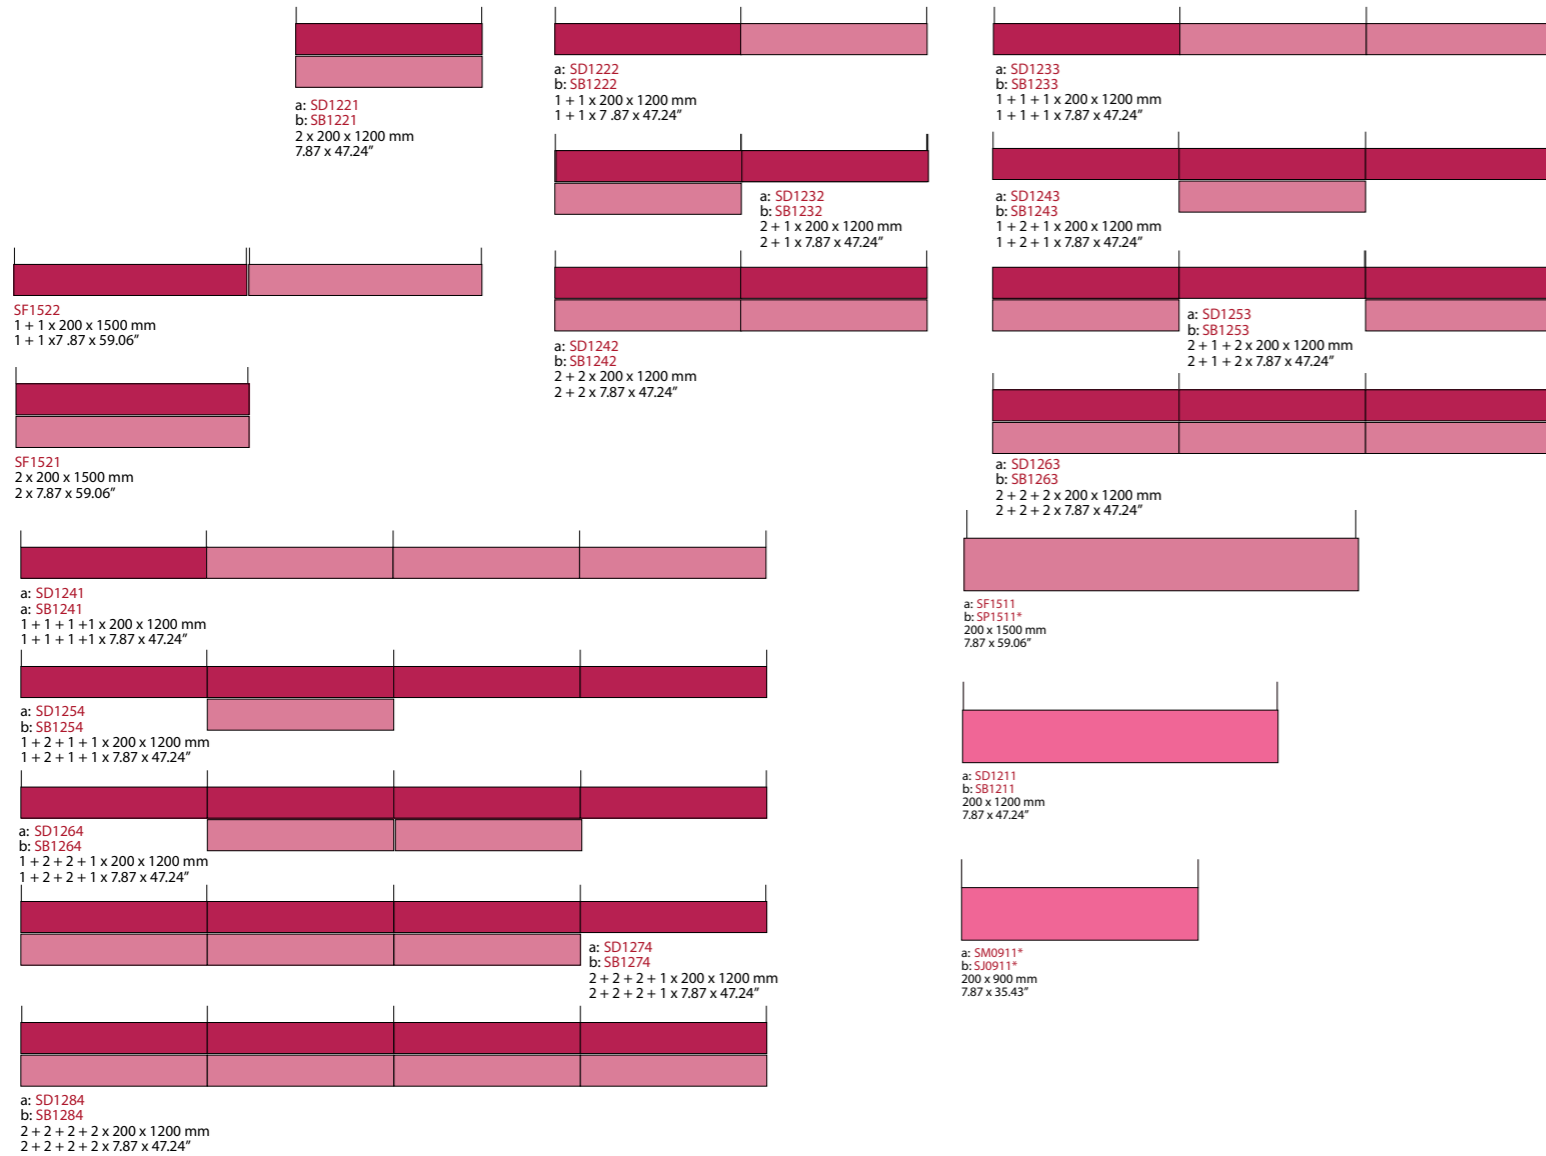 a: SD1221
b: SB1221
2 x 200 x 1200 mm
7.87 x 47.24"
SF1522
1 + 1 x 200 x 1500 mm
1 + 1 x7 .87 x 59.06"
SF1521
2 x 200 x 1500 mm
2 x 7.87 x 59.06"
a: SD1222
b: SB1222
1 + 1 x 200 x 1200 mm
1 + 1 x 7 .87 x 47.24"
a: SD1232
b: SB1232
2 + 1 x 200 x 1200 mm
2 + 1 x 7.87 x 47.24"
a: SD1242
b: SB1242
2 + 2 x 200 x 1200 mm
2 + 2 x 7.87 x 47.24"
a: SD1233
b: SB1233
1 + 1 + 1 x 200 x 1200 mm
1 + 1 + 1 x 7.87 x 47.24"
a: SD1243
b: SB1243
1 + 2 + 1 x 200 x 1200 mm
1 + 2 + 1 x 7.87 x 47.24"
a: SD1253
b: SB1253
2 + 1 + 2 x 200 x 1200 mm
2 + 1 + 2 x 7.87 x 47.24"
a: SD1263
b: SB1263
2 + 2 + 2 x 200 x 1200 mm
2 + 2 + 2 x 7.87 x 47.24"
a: SD1241
a: SB1241
1 + 1 + 1 +1 x 200 x 1200 mm
1 + 1 + 1 +1 x 7.87 x 47.24"
a: SD1254
b: SB1254
1 + 2 + 1 + 1 x 200 x 1200 mm
1 + 2 + 1 + 1 x 7.87 x 47.24"
a: SD1264
b: SB1264
1 + 2 + 2 + 1 x 200 x 1200 mm
1 + 2 + 2 + 1 x 7.87 x 47.24"
a: SD1274
b: SB1274
2 + 2 + 2 + 1 x 200 x 1200 mm
2 + 2 + 2 + 1 x 7.87 x 47.24"
a: SD1284
b: SB1284
2 + 2 + 2 + 2 x 200 x 1200 mm
2 + 2 + 2 + 2 x 7.87 x 47.24"
a: SF1511
b: SP1511*
200 x 1500 mm
7.87 x 59.06"
a: SD1211
b: SB1211
200 x 1200 mm
7.87 x 47.24"
a: SM0911*
b: SJ0911*
200 x 900 mm
7.87 x 35.43"